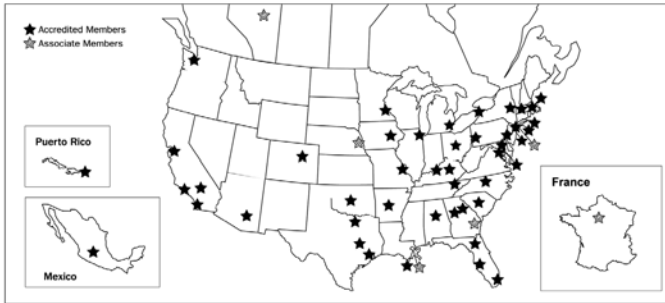 Accredited Members
Associate Members
Puerto Rico
Mexico
France